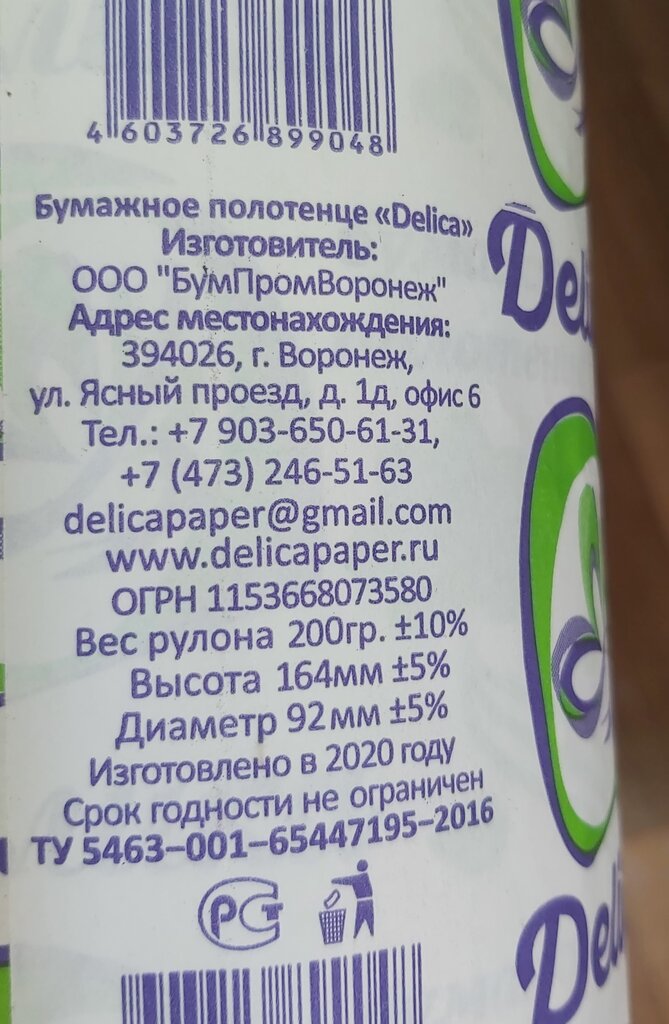 4 603726 899048
Бумажное полотенце «Delica»
Изготовитель:
ООО "БумПромВоронеж"
Адрес местонахождения:
394026, г. Воронеж,
ул. Ясный проезд, д. 1д, офис 6
Тел.: +7 903-650-61-31,
+7 (473) 246-51-63
delicapaper@gmail.com
www.delicapaper.ru
ОГРН 1153668073580
Вес рулона 200гр. ±10%
Высота 164мм ±5%
Диаметр 92мм ±5%
Изготовлено в 2020 году
Срок годности не ограничен
ТУ 5463–001–65447195–2016
РСТ
Deli
Deli